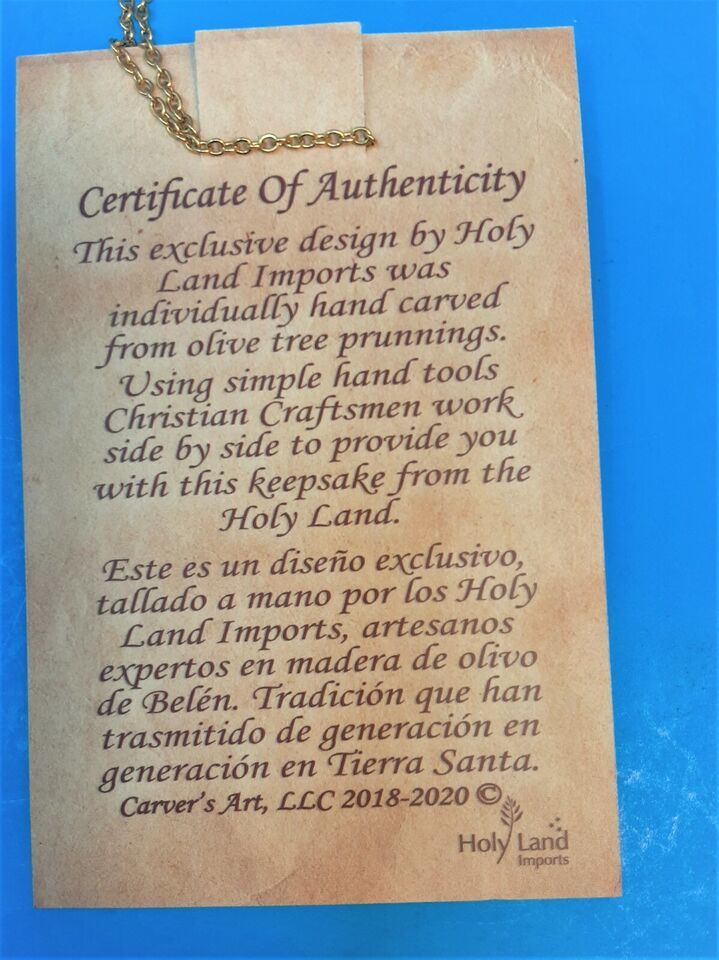 Certificate Of Authenticity
This exclusive design by Holy
Land Imports was
individually hand carved
from olive tree prunnings.
Using simple hand tools
Christian Craftsmen work
side by side to provide you
with this keepsake from the
Holy Land.
Este es un diseño exclusivo,
tallado a mano por los Holy
Land Imports, artesanos
expertos en madera de olivo
de Belén. Tradición que han
trasmitido de generación en
generación en Tierra Santa.
Carver's Art, LLC 2018-2020 ©
Holy Land
Imports